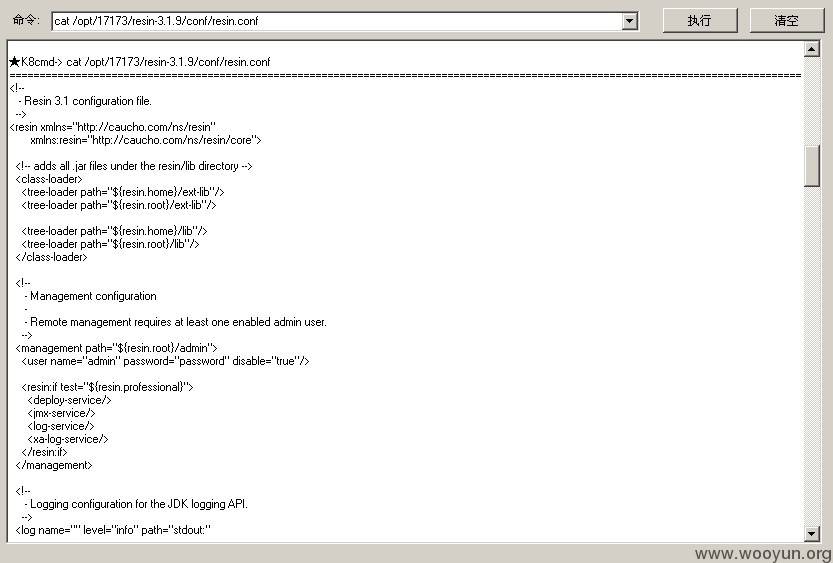 命令: cat /opt/17173/resin-3.1.9/conf/resin.conf 执行 清空
★K8cmd-> cat /opt/17173/resin-3.1.9/conf/resin.conf
========================================================================================================================
<!--
- Resin 3.1 configuration file.
-->
<resin xmlns="http://caucho.com/ns/resin"
xmlns:resin="http://caucho.com/ns/resin/core">
<!-- adds all .jar files under the resin/lib directory -->
<class-loader>
<tree-loader path="${resin.home}/ext-lib"/>
<tree-loader path="${resin.root}/ext-lib"/>
<tree-loader path="${resin.home}/lib"/>
<tree-loader path="${resin.root}/lib"/>
</class-loader>
<!--
- Management configuration
-
- Remote management requires at least one enabled admin user.
-->
<management path="${resin.root}/admin">
<user name="admin" password="password" disable="true"/>
<resin:if test="${resin.professional}">
<deploy-service/>
<jmx-service/>
<log-service/>
<xa-log-service/>
</resin:if>
</management>
<!--
- Logging configuration for the JDK logging API.
-->
<log name="" level="info" path="stdout:"
www.wooyun.org